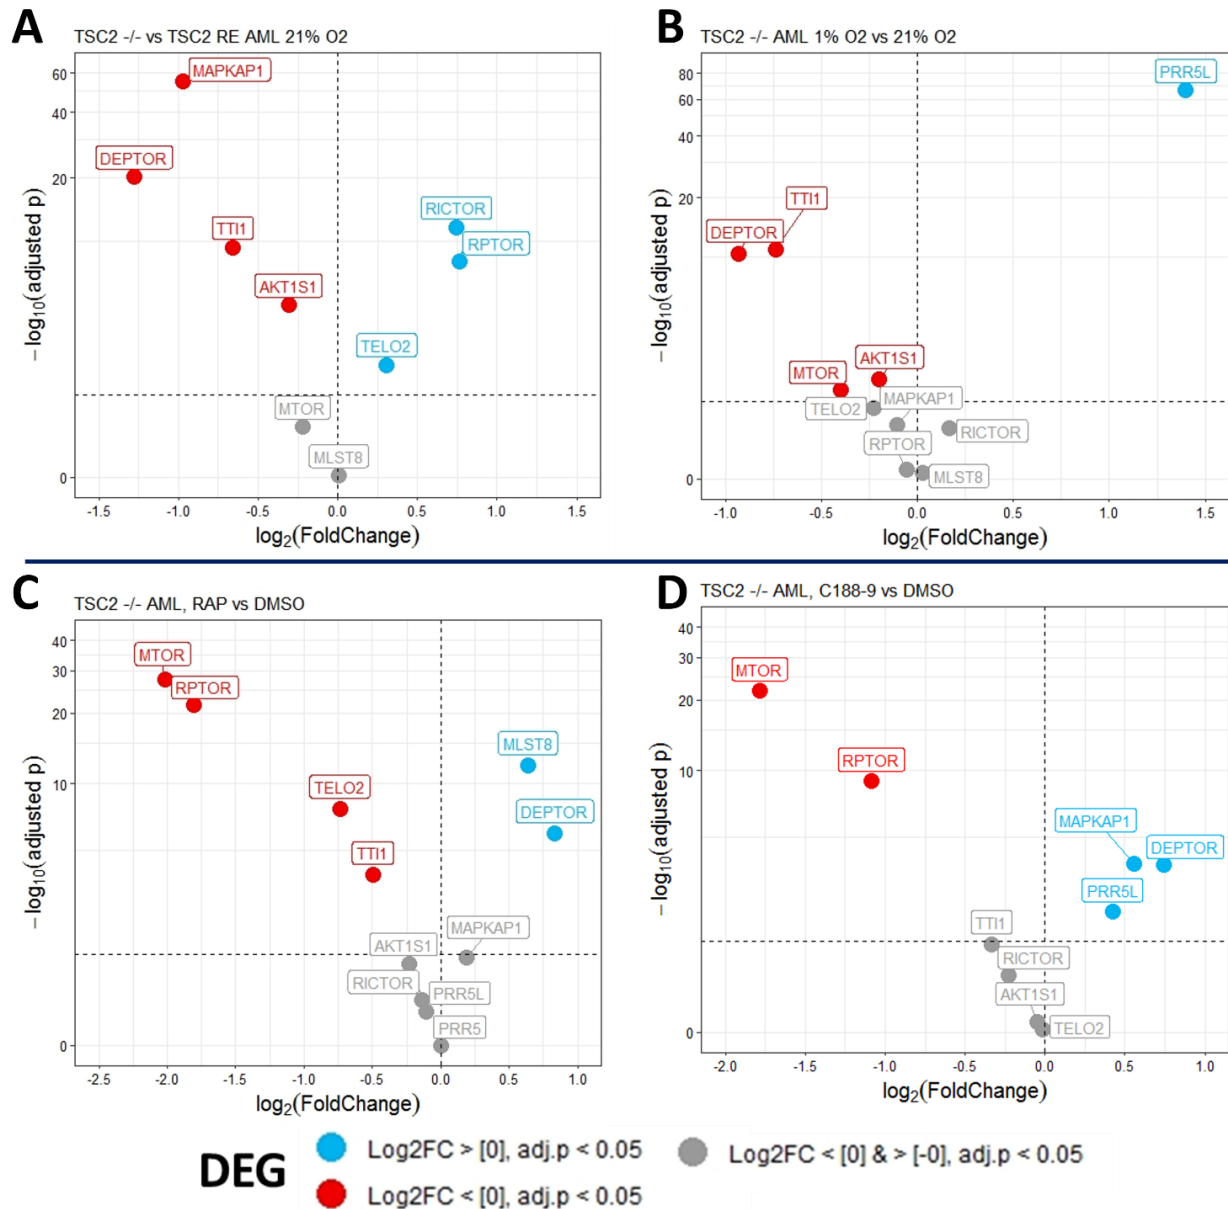 A
TSC2 -/- vs TSC2 RE AML 21% O2
60
40
20
0
− log10(adjusted p)
MAPKAP1
DEPTOR
TTI1
AKT1S1
RICTOR
RPTOR
TELO2
MTOR
MLST8
-1.5 -1.0 -0.5 0.0 0.5 1.0 1.5
log2(FoldChange)
B
TSC2 -/- AML 1% O2 vs 21% O2
80
60
40
20
0
− log10(adjusted p)
PRR5L
TTI1
DEPTOR
AKT1S1
MTOR
MAPKAP1
TELO2
RICTOR
RPTOR
MLST8
-1.0 -0.5 0.0 0.5 1.0 1.5
log2(FoldChange)
C
TSC2 -/- AML, RAP vs DMSO
40
30
20
10
0
− log10(adjusted p)
MTOR
RPTOR
MLST8
TELO2
DEPTOR
TTI1
MAPKAP1
AKT1S1
RICTOR
PRR5L
PRR5
-2.5 -2.0 -1.5 -1.0 -0.5 0.0 0.5 1.0
log2(FoldChange)
D
TSC2 -/- AML, C188-9 vs DMSO
40
30
20
10
0
− log10(adjusted p)
MTOR
RPTOR
MAPKAP1
DEPTOR
PRR5L
TTI1
RICTOR
AKT1S1
TELO2
-2.0 -1.5 -1.0 -0.5 0.0 0.5 1.0
log2(FoldChange)
DEG
Log2FC > [0], adj.p < 0.05
Log2FC < [0], adj.p < 0.05
Log2FC < [0] & > [-0], adj.p < 0.05